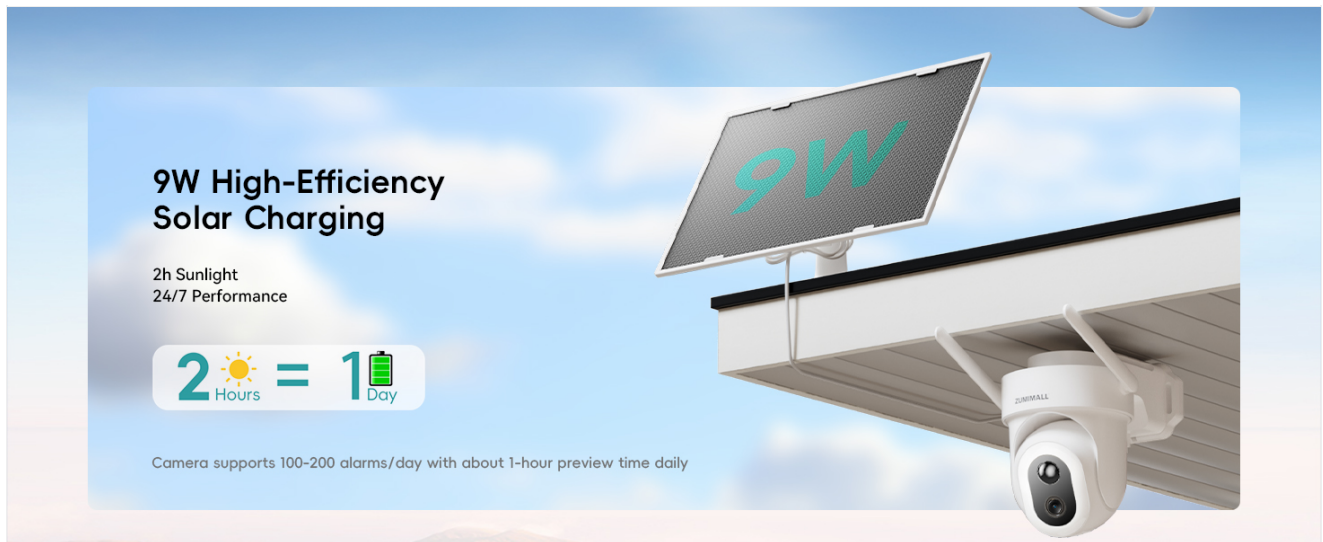 9W High-Efficiency
Solar Charging
2h Sunlight
24/7 Performance
2 Hours = 1 Day
Camera supports 100-200 alarms/day with about 1-hour preview time daily
9W
ZUMIMALL